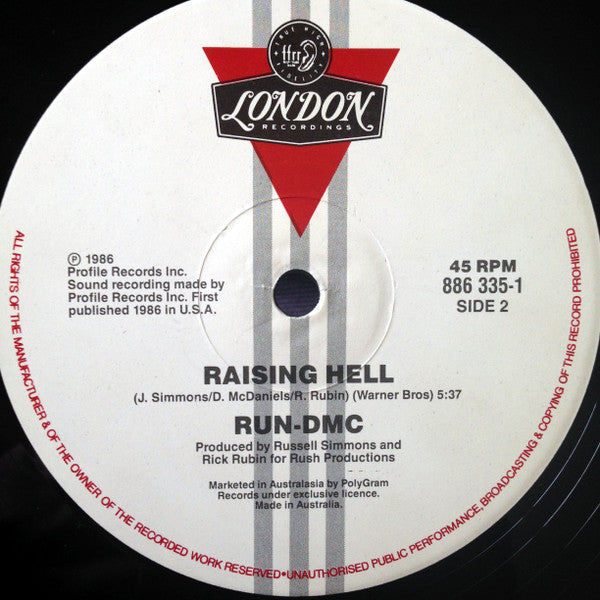 TRUE HIGH FIDELITY
ffrr
LONDON
RECORDINGS
℗ 1986
Profile Records Inc.
Sound recording made by
Profile Records Inc. First
published 1986 in U.S.A.
45 RPM
886 335-1
SIDE 2
RAISING HELL
(J. Simmons/D. McDaniels/R. Rubin) (Warner Bros) 5:37
RUN-DMC
Produced by Russell Simmons and
Rick Rubin for Rush Productions
Marketed in Australasia by PolyGram
Records under exclusive licence.
Made in Australia.
ALL RIGHTS OF THE MANUFACTURER & OF THE OWNER OF THE RECORDED WORK RESERVED•UNAUTHORISED PUBLIC PERFORMANCE, BROADCASTING & COPYING OF THIS RECORD PROHIBITED